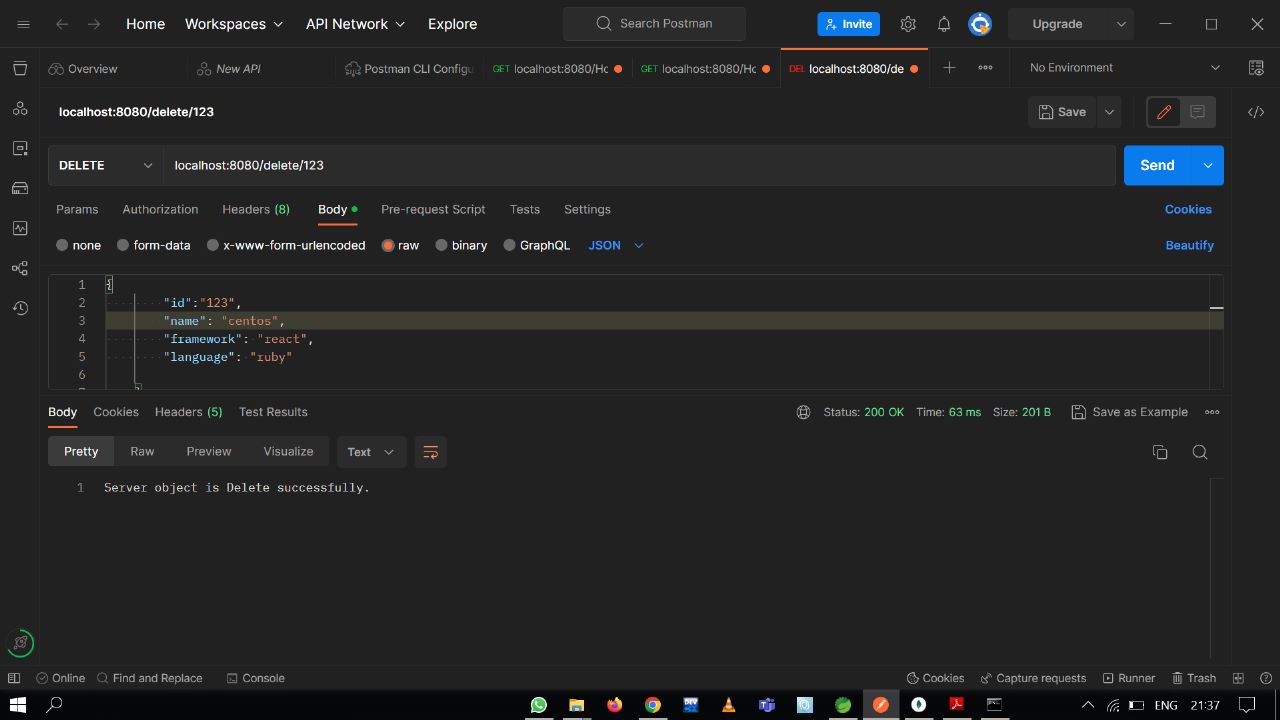 Home Workspaces API Network Explore Search Postman Invite Upgrade
Overview New API Postman CLI Configu GET localhost:8080/Hc GET localhost:8080/Hc DEL localhost:8080/de No Environment
localhost:8080/delete/123 Save
DELETE localhost:8080/delete/123 Send
Params Authorization Headers (8) Body Pre-request Script Tests Settings Cookies
none form-data x-www-form-urlencoded raw binary GraphQL JSON Beautify
1 {
2 "id":"123",
3 "name": "centos",
4 "framework": "react",
5 "language": "ruby"
6
Body Cookies Headers (5) Test Results Status: 200 OK Time: 63 ms Size: 201 B Save as Example
Pretty Raw Preview Visualize Text
1 Server object is Delete successfully.
Online Find and Replace Console Cookies Capture requests Runner Trash
ENG 21:37